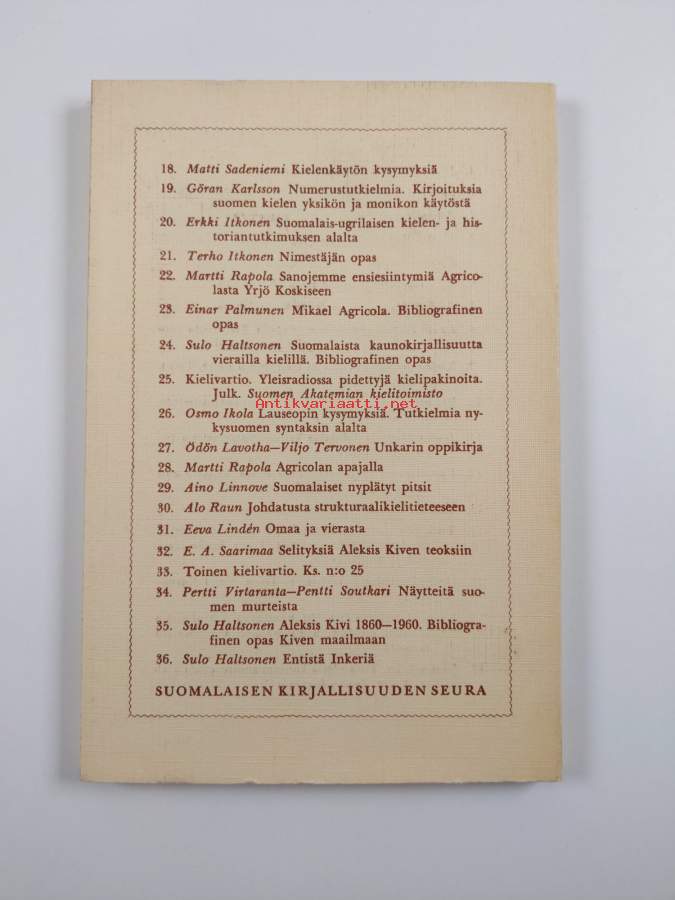 18. Matti Sadeniemi Kielenkäytön kysymyksiä
19. Göran Karlsson Numerustutkielmia. Kirjoituksia
suomen kielen yksikön ja monikon käytöstä
20. Erkki Itkonen Suomalais-ugrilaisen kielen- ja his-
toriantutkimuksen alalta
21. Terho Itkonen Nimestäjän opas
22. Martti Rapola Sanojemme ensiesiintymiä Agrico-
lasta Yrjö Koskiseen
23. Einar Palmunen Mikael Agricola. Bibliografinen
opas
24. Sulo Haltsonen Suomalaista kaunokirjallisuutta
vierailla kielillä. Bibliografinen opas
25. Kielivartio. Yleisradiossa pidettyjä kielipakinoita.
Julk. Suomen Akatemian kielitoimisto
Antikvariaatti.net
26. Osmo Ikola Lauseopin kysymyksiä. Tutkielmia ny-
kysuomen syntaksin alalta
27. Ödön Lavotha—Viljo Tervonen Unkarin oppikirja
28. Martti Rapola Agricolan apajalla
29. Aino Linnove Suomalaiset nyplätyt pitsit
30. Alo Raun Johdatusta strukturaalikielitieteeseen
31. Eeva Lindén Omaa ja vierasta
32. E. A. Saarimaa Selityksiä Aleksis Kiven teoksiin
33. Toinen kielivartio. Ks. n:o 25
34. Pertti Virtaranta—Pentti Soutkari Näytteitä suo-
men murteista
35. Sulo Haltsonen Aleksis Kivi 1860—1960. Bibliogra-
finen opas Kiven maailmaan
36. Sulo Haltsonen Entistä Inkeriä
SUOMALAISEN KIRJALLISUUDEN SEURA